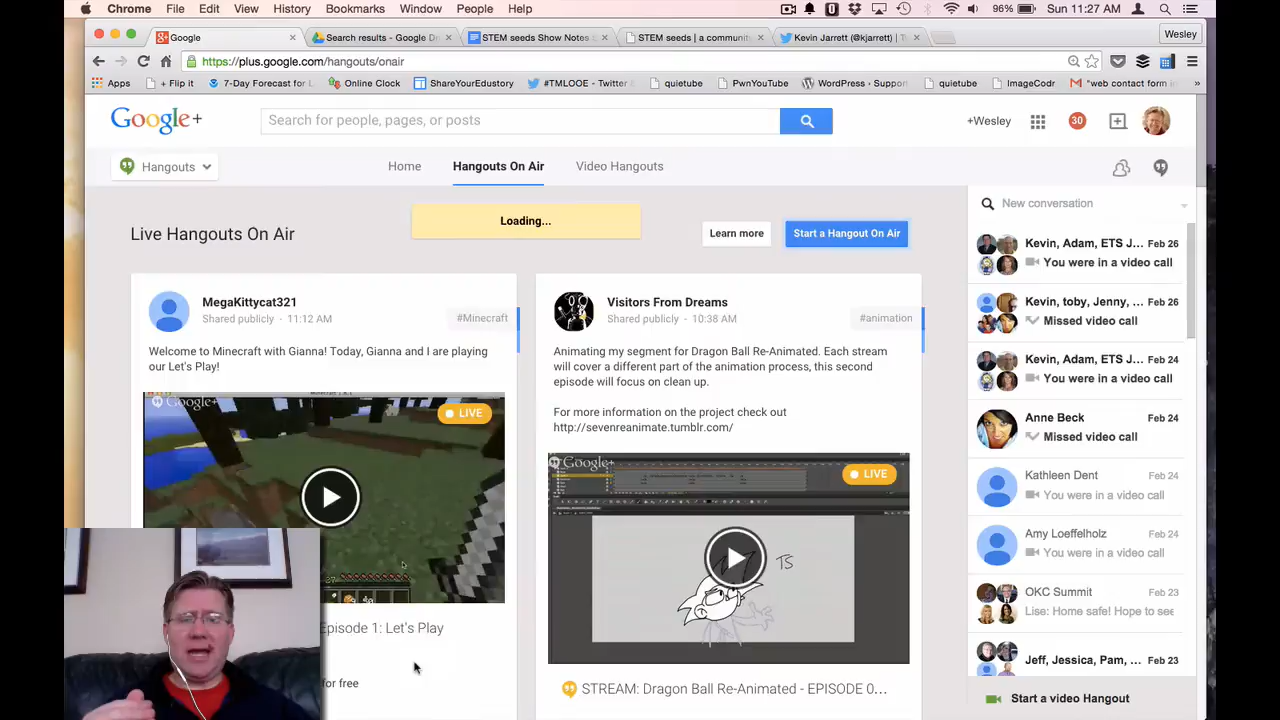 Chrome File Edit View History Bookmarks Window People Help 96% Sun 11:27 AM
Google Search results - Google Dr STEM seeds Show Notes STEM seeds | a communit Kevin Jarrett (@kjarrett) | Wesley
https://plus.google.com/hangouts/onair
Apps + Flip it 7-Day Forecast for L Online Clock ShareYourEdustory #TMLOOE - Twitter quietube PwnYouTube WordPress › Support quietube ImageCodr "web contact form in
Google+ Search for people, pages, or posts +Wesley 30
Hangouts Home Hangouts On Air Video Hangouts
New conversation
Loading...
Live Hangouts On Air Learn more Start a Hangout On Air
MegaKittycat321
Shared publicly - 11:12 AM #Minecraft
Welcome to Minecraft with Gianna! Today, Gianna and I are playing
our Let's Play!
Google+ LIVE
Episode 1: Let's Play
for free
Visitors From Dreams
Shared publicly - 10:38 AM #animation
Animating my segment for Dragon Ball Re-Animated. Each stream
will cover a different part of the animation process, this second
episode will focus on clean up.
For more information on the project check out
http://sevenreanimate.tumblr.com/
Google+ LIVE
TS
STREAM: Dragon Ball Re-Animated - EPISODE 0...
Kevin, Adam, ETS J... Feb 26
You were in a video call
Kevin, toby, Jenny, ... Feb 26
Missed video call
Kevin, Adam, ETS J... Feb 24
You were in a video call
Anne Beck Feb 24
Missed video call
Kathleen Dent Feb 24
You were in a video call
Amy Loeffelholz Feb 24
You were in a video call
OKC Summit Feb 23
Lise: Home safe! Hope to see
Jeff, Jessica, Pam, ... Feb 23
Start a video Hangout